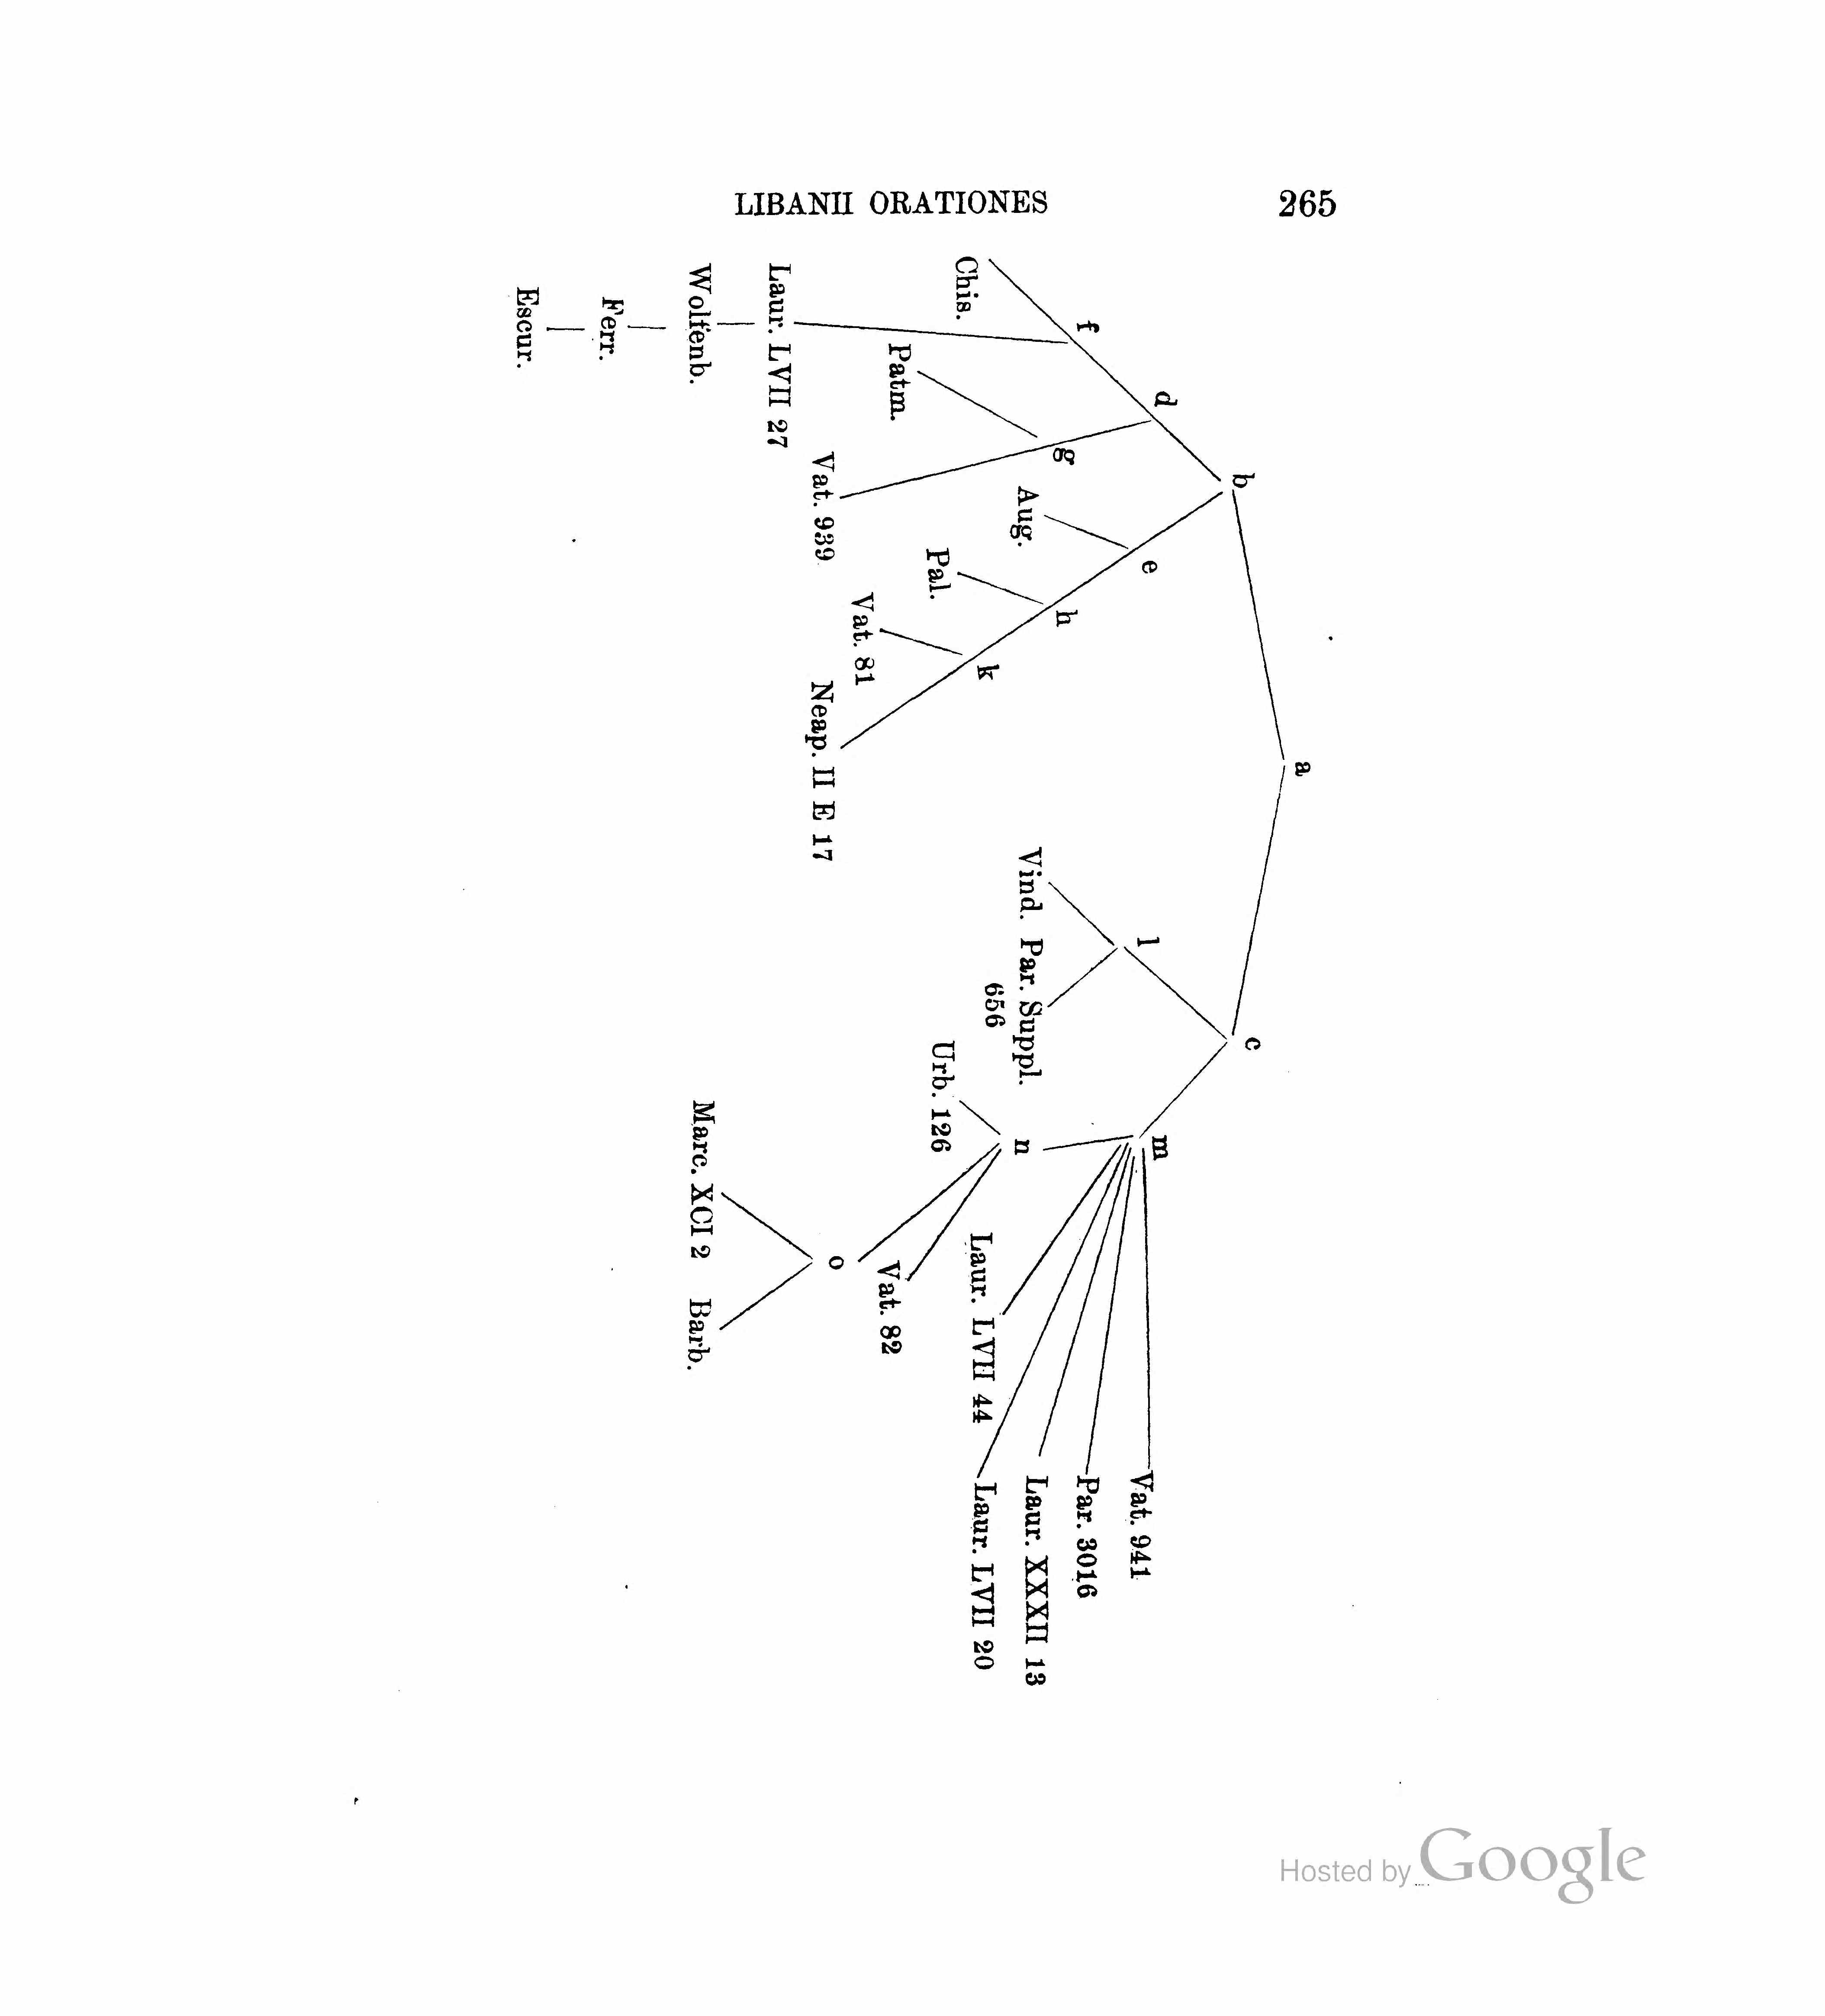 LIBANII ORATIONES 265
a
b
c
d
e
l
m
f
g
h
k
n
o
Chis.
Patm.
Vat. 939
Laur. LVII 27
Wolfenb.
Ferr.
Escur.
Aug.
Pal.
Vat. 81
Neap. II E 17
Vind.
Par. Suppl.
656
Urb. 126
Vat. 82
Marc. XCI 2
Barb.
Laur. LVII 44
Laur. LVII 20
Laur. XXXII 13
Par. 3016
Vat. 941
Hosted by Google